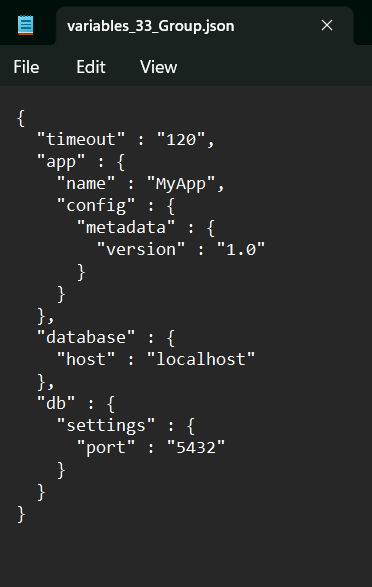 variables_33_Group.json
File Edit View
{
  "timeout" : "120",
  "app" : {
    "name" : "MyApp",
    "config" : {
      "metadata" : {
        "version" : "1.0"
      }
    }
  },
  "database" : {
    "host" : "localhost"
  },
  "db" : {
    "settings" : {
      "port" : "5432"
    }
  }
}